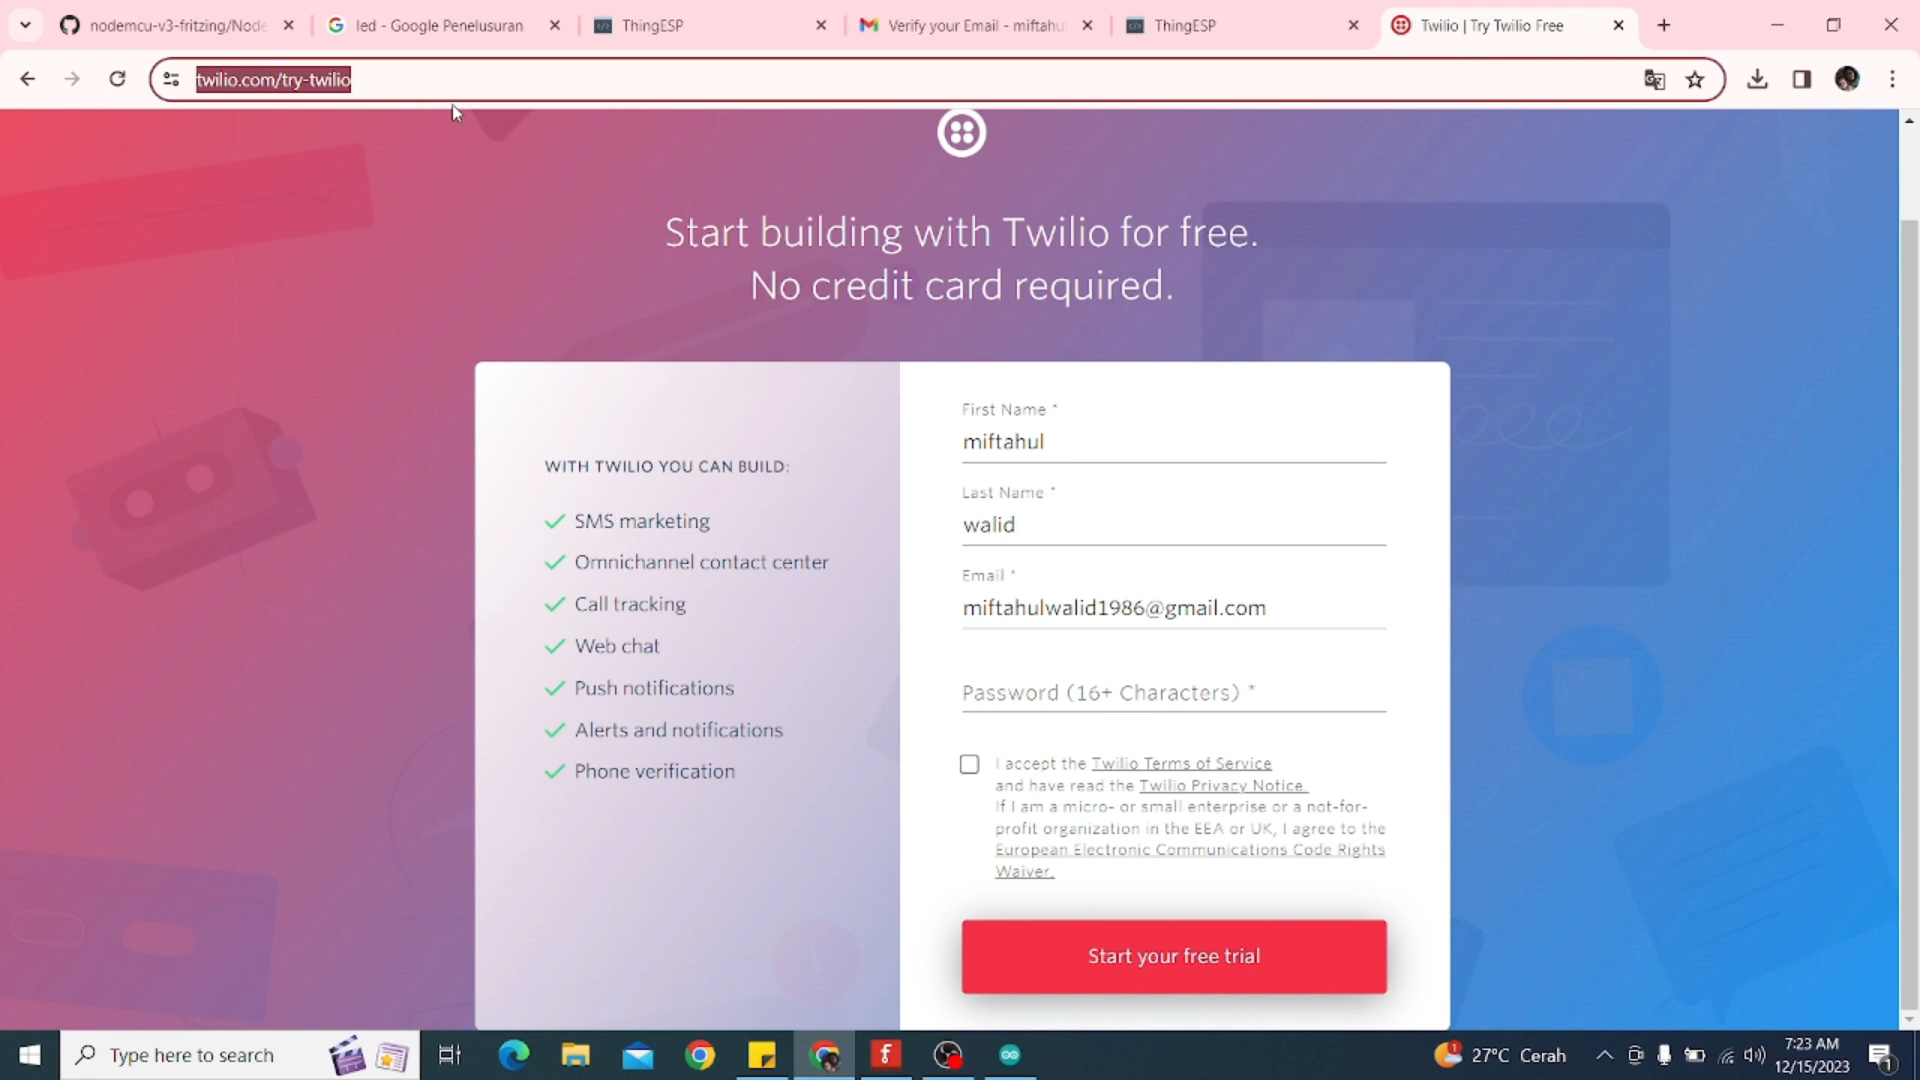 nodemcu-v3-fritzing/Node
led - Google Penelusuran
ThingESP
Verify your Email - miftahu
ThingESP
Twilio | Try Twilio Free
twilio.com/try-twilio
Start building with Twilio for free.
No credit card required.
WITH TWILIO YOU CAN BUILD:
SMS marketing
Omnichannel contact center
Call tracking
Web chat
Push notifications
Alerts and notifications
Phone verification
First Name *
miftahul
Last Name *
walid
Email *
miftahulwalid1986@gmail.com
Password (16+ Characters) *
I accept the Twilio Terms of Service
and have read the Twilio Privacy Notice.
If I am a micro- or small enterprise or a not-for-
profit organization in the EEA or UK, I agree to the
European Electronic Communications Code Rights
Waiver.
Start your free trial
Type here to search
27°C Cerah
7:23 AM
12/15/2023